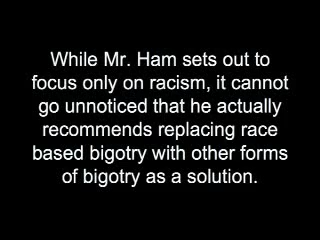 While Mr. Ham sets out to
focus only on racism, it cannot
go unnoticed that he actually
recommends replacing race
based bigotry with other forms
of bigotry as a solution.